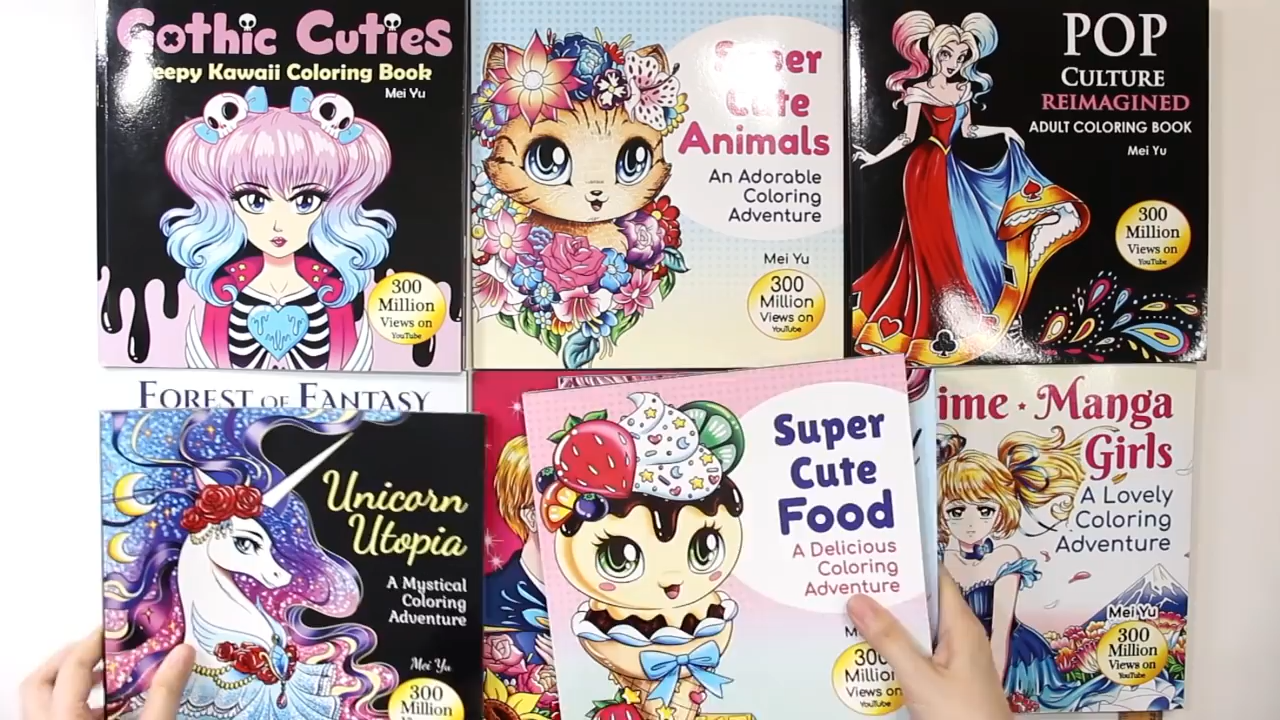 Gothic Cuties
eepy Kawaii Coloring Book
Mei Yu
300
Million
Views on
YouTube
Super
Cute
Animals
An Adorable
Coloring
Adventure
Mei Yu
300
Million
Views on
YouTube
POP
CULTURE
REIMAGINED
ADULT COLORING BOOK
Mei Yu
300
Million
Views on
YouTube
FOREST OF FANTASY
Unicorn
Utopia
A Mystical
Coloring
Adventure
Mei Yu
300
Million
Super
Cute
Food
A Delicious
Coloring
Adventure
M
300
Million
Views on
YouTube
ime Manga
Girls
A Lovely
Coloring
Adventure
Mei Yu
300
Million
Views on
YouTube